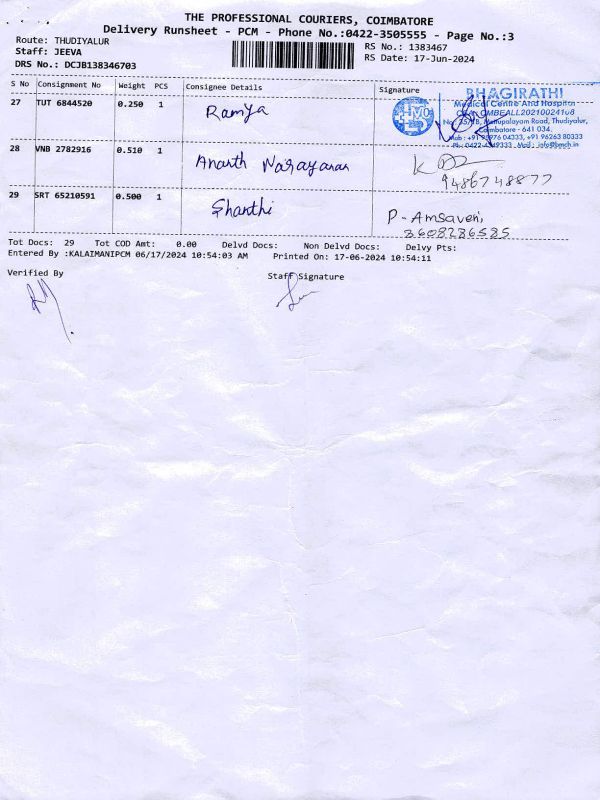 THE PROFESSIONAL COURIERS, COIMBATORE
Delivery Runsheet - PCM - Phone No.:0422-3505555 - Page No.:3
Route: THUDIYALUR
Staff: JEEVA
DRS No.: DCJB138346703
RS No.: 1383467
RS Date: 17-Jun-2024
S No Consignment No Weight PCS Consignee Details Signature
27 TUT 6844520 0.250 1 Ramya
BHAGIRATHI
Medical Centre And Hospital
Thudiyalur,
Coimbatore - 641 034.
28 VNB 2782916 0.510 1 Ananth Narayanan
9486748877
29 SRT 65210591 0.500 1 Shanthi P-Amsaveni
3608286585
Tot Docs: 29 Tot COD Amt: 0.00 Delvd Docs: Non Delvd Docs: Delvy Pts:
Entered By :KALAIMANIPCM 06/17/2024 10:54:03 AM Printed On: 17-06-2024 10:54:11
Verified By Staff Signature